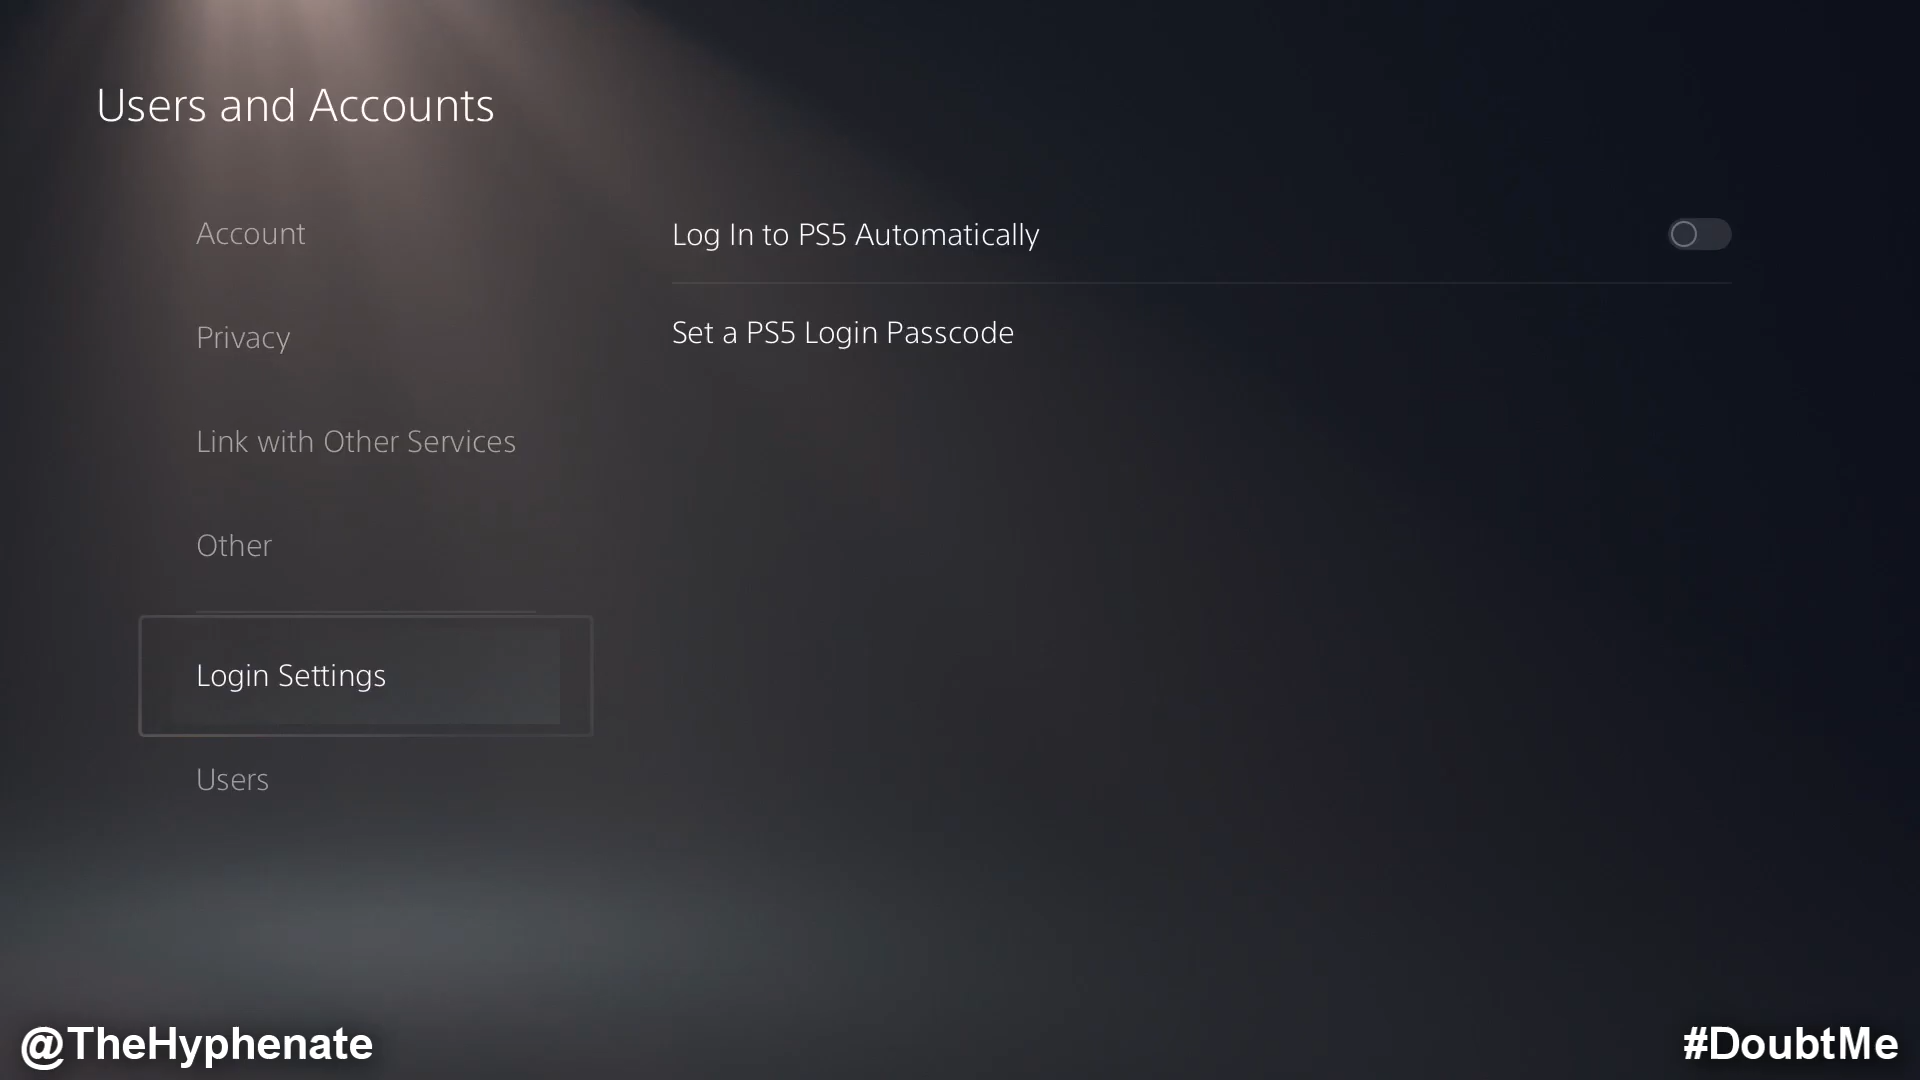 Users and Accounts
Account
Privacy
Link with Other Services
Other
Login Settings
Users
Log In to PS5 Automatically
Set a PS5 Login Passcode
@TheHyphenate
#DoubtMe